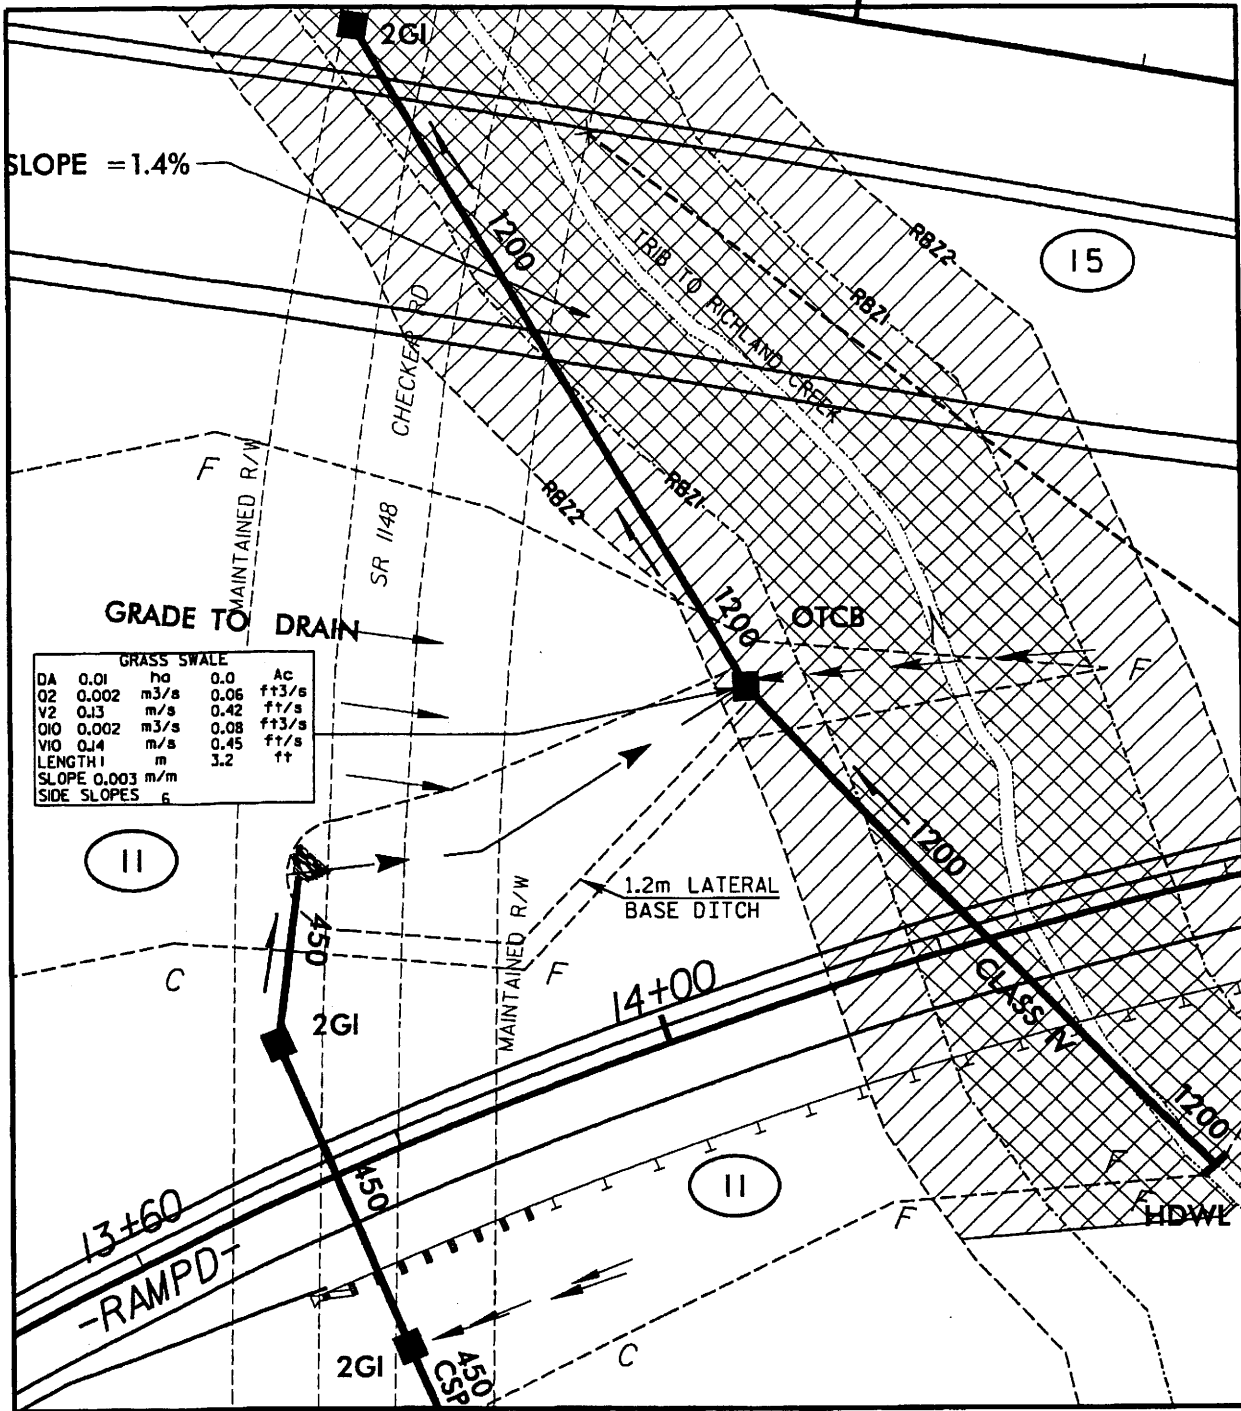 2GI
SLOPE = 1.4%
1200
TRIB TO RICHLAND CREEK
RBZ2
15
RBZ1
CHECKER RD
SR 1148
MAINTAINED R/W
F
RBZ2
RBZ1
GRADE TO DRAIN
1200
OTCB
F
GRASS SWALE
DA 0.01 ha 0.0 Ac
Q2 0.002 m3/s 0.06 ft3/s
V2 0.13 m/s 0.42 ft/s
Q10 0.002 m3/s 0.08 ft3/s
V10 0.14 m/s 0.45 ft/s
LENGTH 1 m 3.2 ft
SLOPE 0.003 m/m
SIDE SLOPES 6
11
1200
1.2m LATERAL
BASE DITCH
450
MAINTAINED R/W
C
F
14+00
CLASS IV
2GI
1200
450
11
F
F
F
HDWL
13+60
-RAMPD-
2GI
C
450
CSP